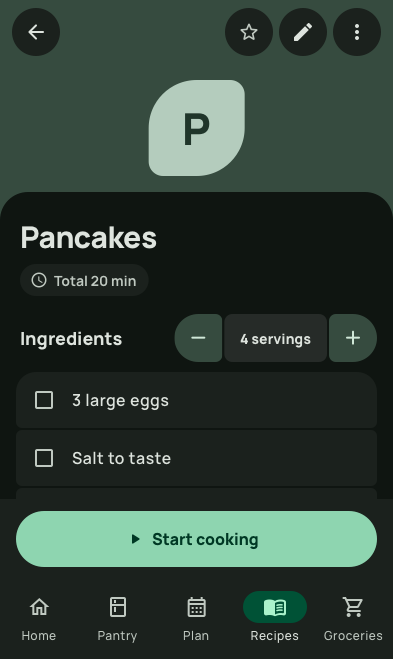 P
Pancakes
Total 20 min
Ingredients
4 servings
3 large eggs
Salt to taste
Start cooking
Home Pantry Plan Recipes Groceries